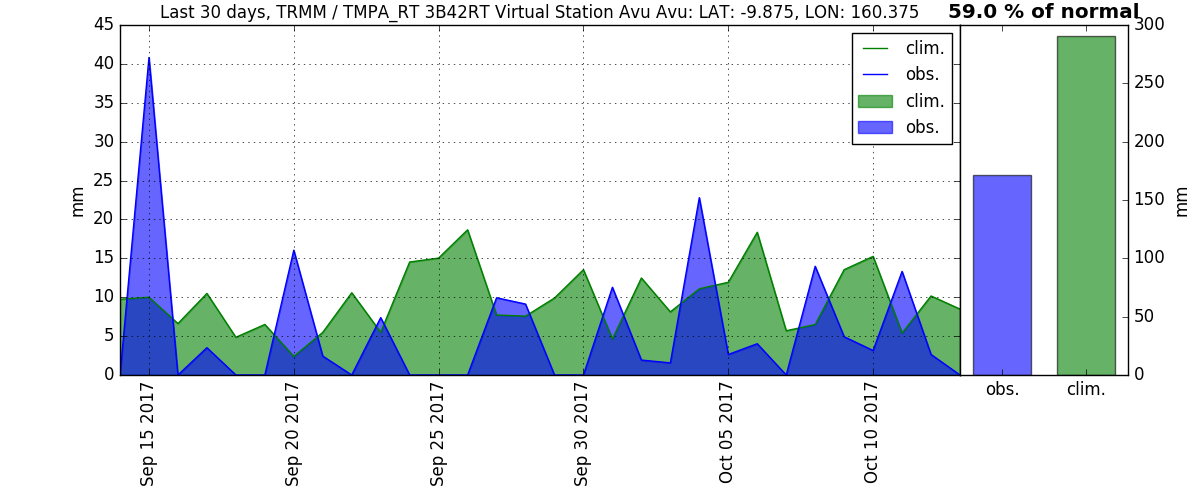 Last 30 days, TRMM / TMPA_RT 3B42RT Virtual Station Avu Avu: LAT: -9.875, LON: 160.375
59.0 % of normal
45
40
35
30
25
20
15
10
5
0
mm
clim.
obs.
clim.
obs.
Sep 15 2017
Sep 20 2017
Sep 25 2017
Sep 30 2017
Oct 05 2017
Oct 10 2017
300
250
200
150
100
50
0
mm
obs.
clim.